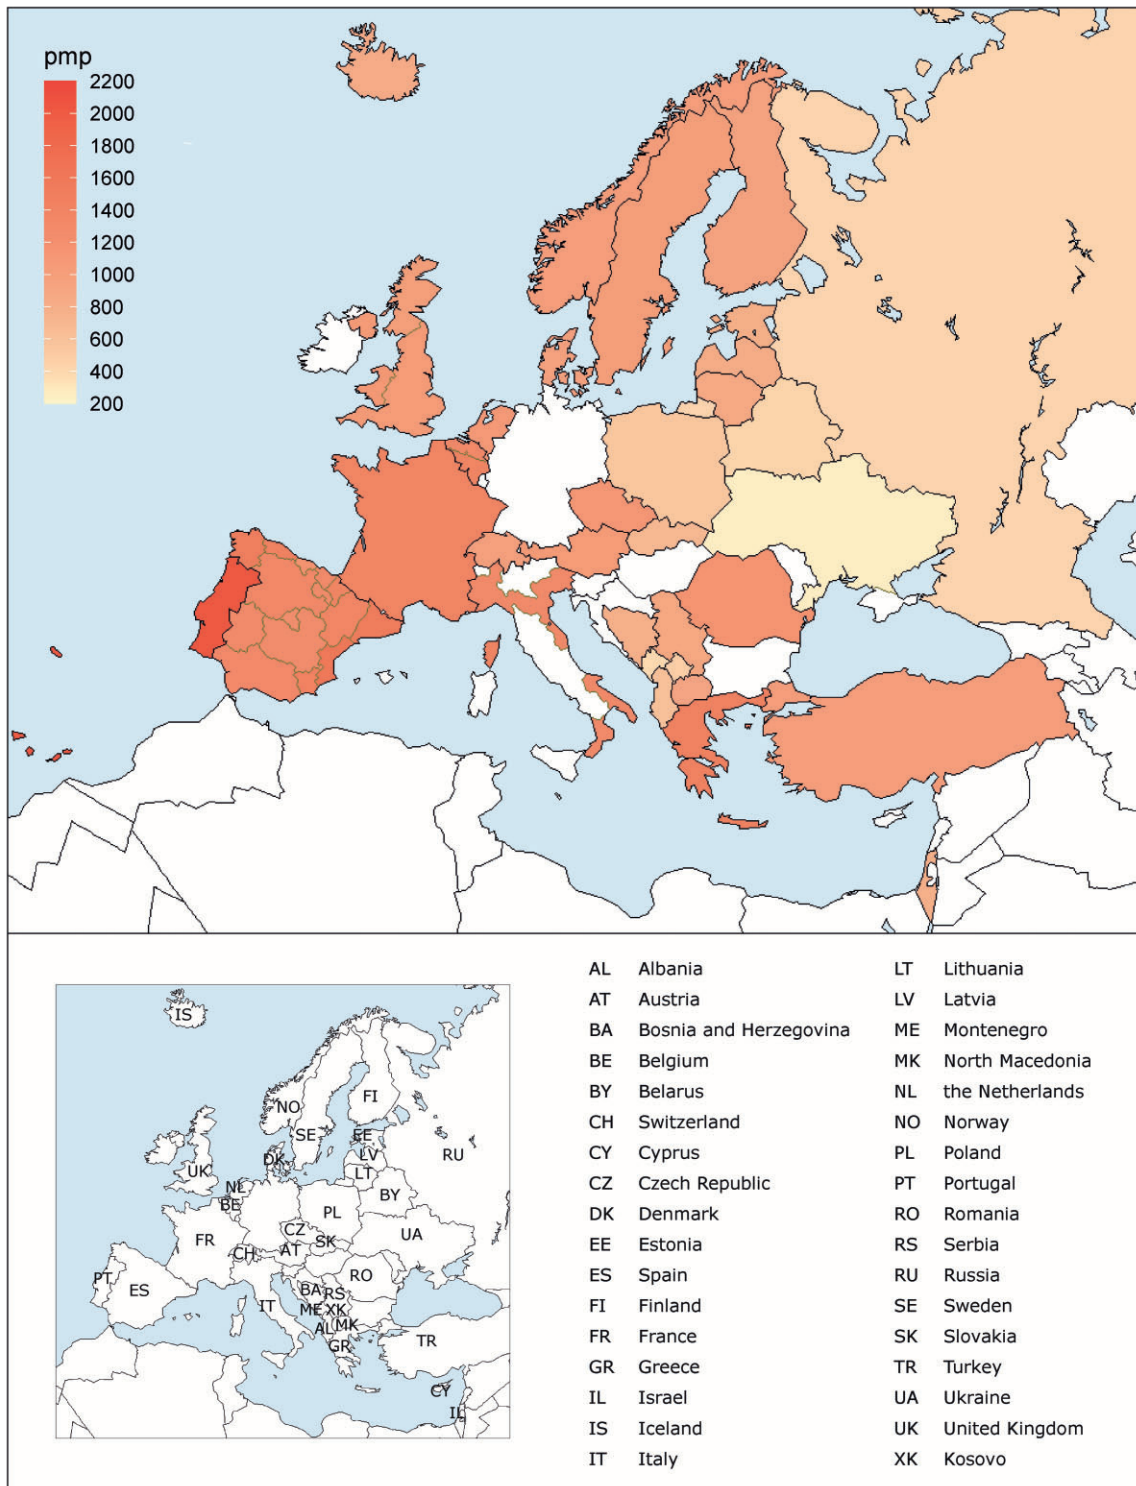 pmp
2200
2000
1800
1600
1400
1200
1000
800
600
400
200
AL Albania
AT Austria
BA Bosnia and Herzegovina
BE Belgium
BY Belarus
CH Switzerland
CY Cyprus
CZ Czech Republic
DK Denmark
EE Estonia
ES Spain
FI Finland
FR France
GR Greece
IL Israel
IS Iceland
IT Italy
LT Lithuania
LV Latvia
ME Montenegro
MK North Macedonia
NL the Netherlands
NO Norway
PL Poland
PT Portugal
RO Romania
RS Serbia
RU Russia
SE Sweden
SK Slovakia
TR Turkey
UA Ukraine
UK United Kingdom
XK Kosovo
IS
FI
NO
SE
EE
RU
LV
DK
LT
UK
NL
BY
BE
PL
CZ
FR
SK
UA
CH
AT
RO
PT
ES
BA
RS
IT
ME
XK
AL
MK
TR
GR
CY
IL